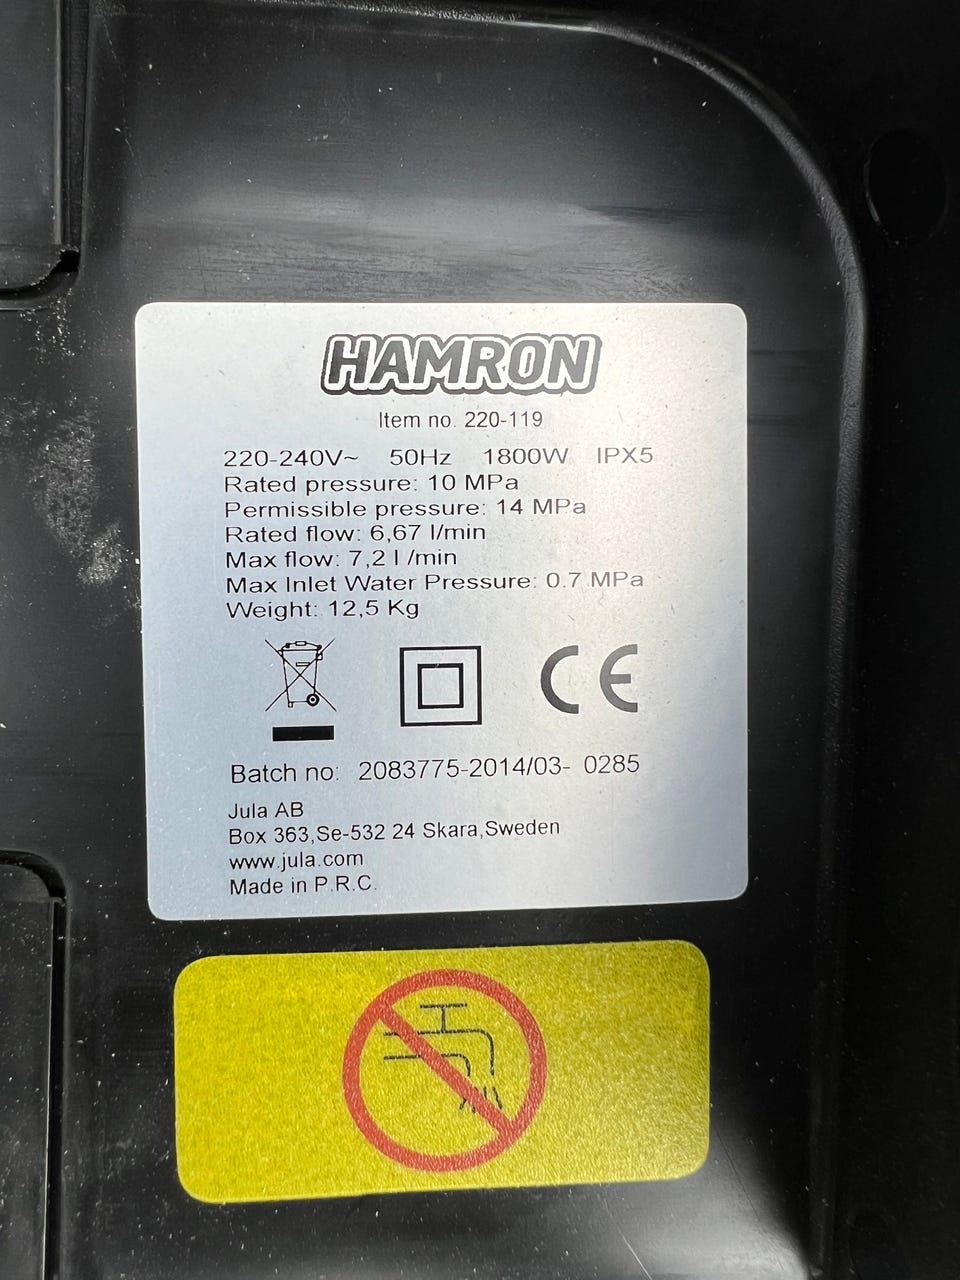 HAMRON
Item no. 220-119
220-240V~ 50Hz 1800W IPX5
Rated pressure: 10 MPa
Permissible pressure: 14 MPa
Rated flow: 6,67 l/min
Max flow: 7,2 l /min
Max Inlet Water Pressure: 0.7 MPa
Weight: 12,5 Kg
CE
Batch no: 2083775-2014/03- 0285
Jula AB
Box 363,Se-532 24 Skara,Sweden
www.jula.com
Made in P.R.C.